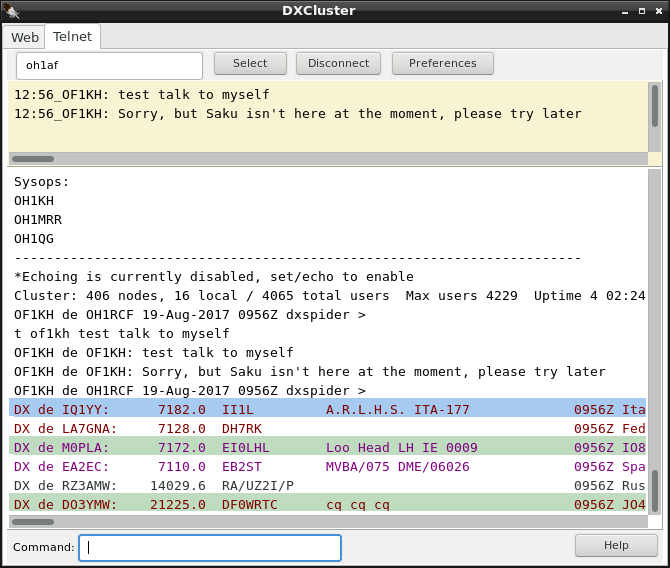 DXCluster
Web Telnet
oh1af Select Disconnect Preferences
12:56_OF1KH: test talk to myself
12:56_OF1KH: Sorry, but Saku isn't here at the moment, please try later
Sysops:
OH1KH
OH1MRR
OH1QG
-----------------------------------------------------------------------
*Echoing is currently disabled, set/echo to enable
Cluster: 406 nodes, 16 local / 4065 total users  Max users 4229  Uptime 4 02:24
OF1KH de OH1RCF 19-Aug-2017 0956Z dxspider >
t of1kh test talk to myself
OF1KH de OF1KH: test talk to myself
OF1KH de OF1KH: Sorry, but Saku isn't here at the moment, please try later
OF1KH de OH1RCF 19-Aug-2017 0956Z dxspider >
DX de IQ1YY:     7182.0  II1L         A.R.L.H.S. ITA-177             0956Z Ita
DX de LA7GNA:    7128.0  DH7RK                                       0956Z Fed
DX de M0PLA:     7172.0  EI0LHL       Loo Head LH IE 0009            0956Z IO8
DX de EA2EC:     7110.0  EB2ST        MVBA/075 DME/06026             0956Z Spa
DX de RZ3AMW:   14029.6  RA/UZ2I/P                                   0956Z Rus
DX de DO3YMW:   21225.0  DF0WRTC      cq cq cq                       0956Z JO4
Command: Help